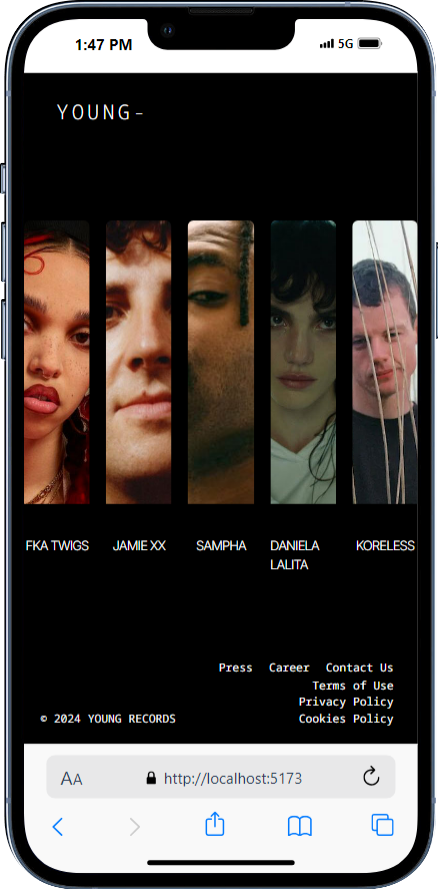 1:47 PM
5G
YOUNG–
FKA TWIGS
JAMIE XX
SAMPHA
DANIELA
LALITA
KORELESS
Press Career Contact Us
Terms of Use
Privacy Policy
© 2024 YOUNG RECORDS
Cookies Policy
AA
http://localhost:5173